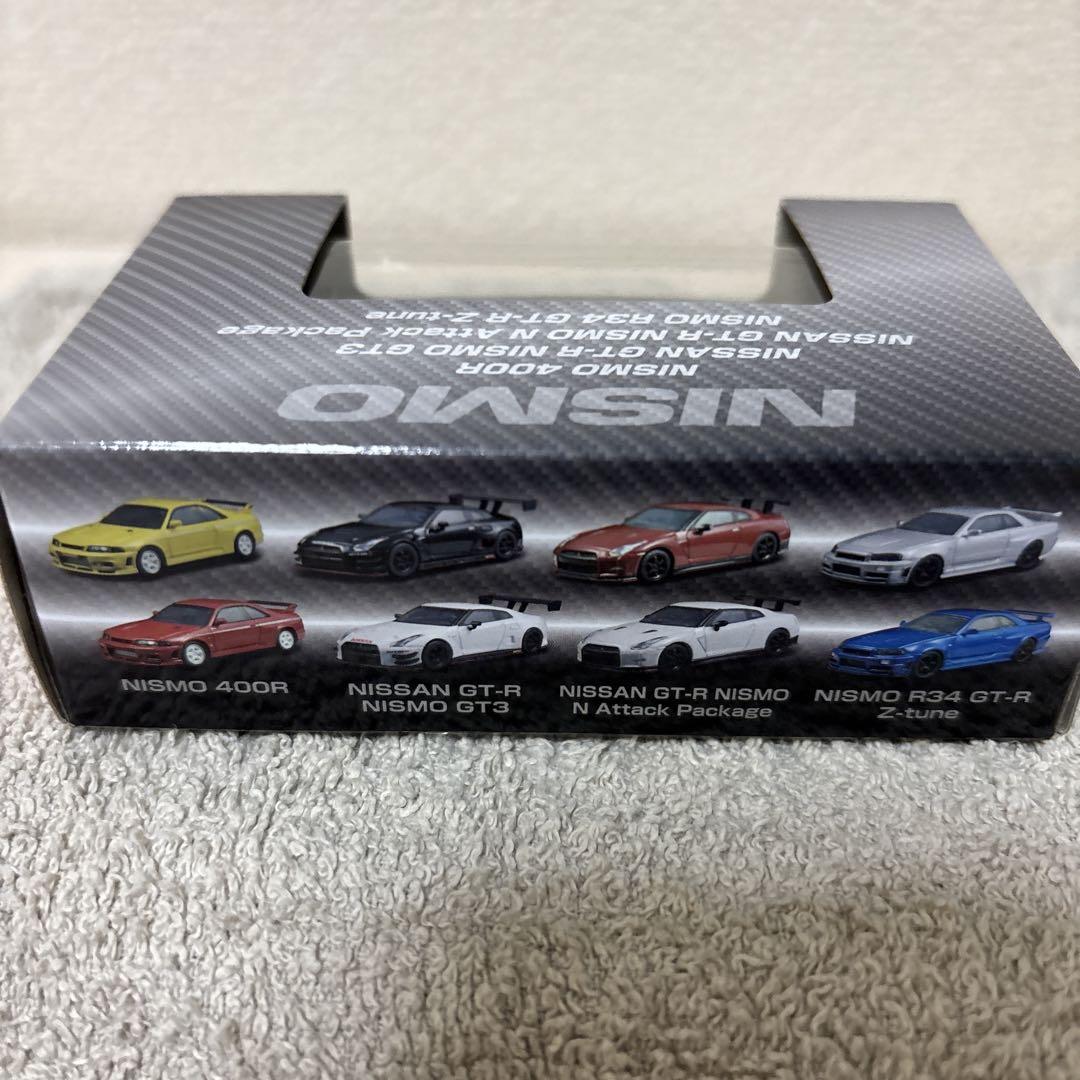 NISMO
NISMO 400R
NISSAN GT-R NISMO GT3
NISSAN GT-R NISMO N Attack Package
NISMO R34 GT-R Z-tune
NISMO 400R
NISSAN GT-R
NISMO GT3
NISSAN GT-R NISMO
N Attack Package
NISMO R34 GT-R
Z-tune